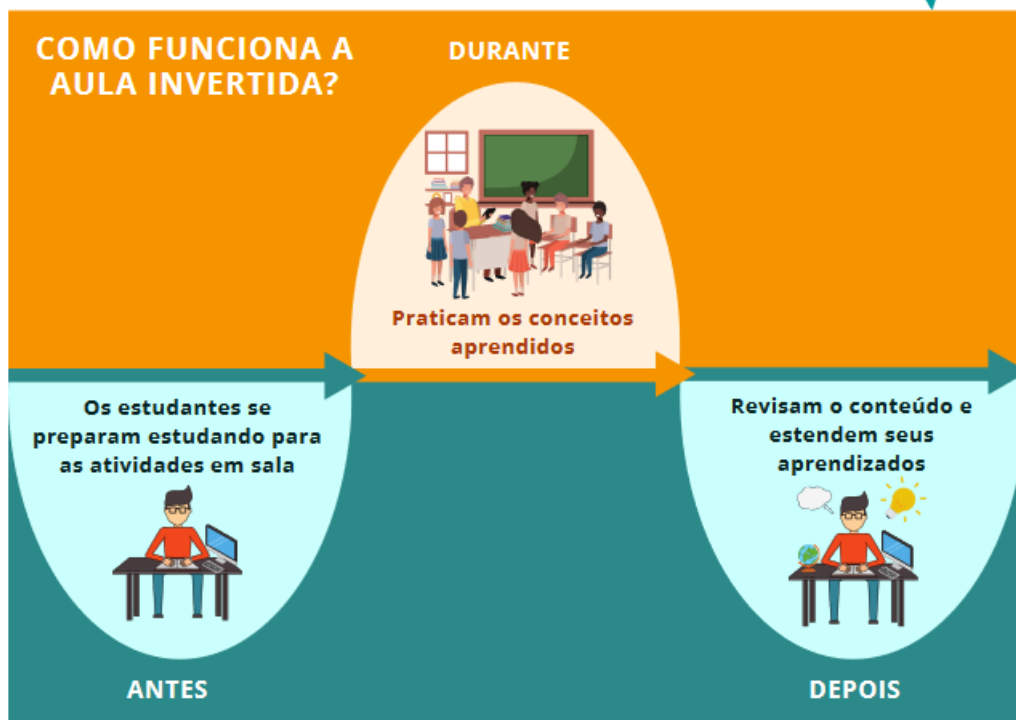 COMO FUNCIONA A
AULA INVERTIDA?
DURANTE
Praticam os conceitos
aprendidos
Os estudantes se
preparam estudando para
as atividades em sala
ANTES
Revisam o conteúdo e
estendem seus
aprendizados
DEPOIS